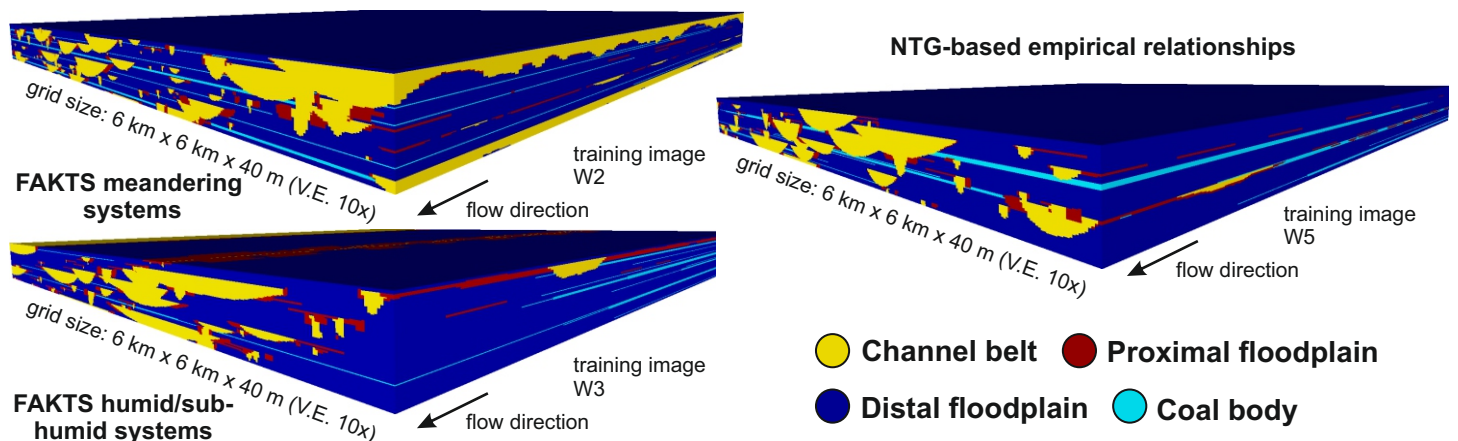 grid size: 6 km x 6 km x 40 m (V.E. 10x)
FAKTS meandering
systems
training image
W2
flow direction
grid size: 6 km x 6 km x 40 m (V.E. 10x)
FAKTS humid/sub-
humid systems
training image
W3
flow direction
NTG-based empirical relationships
grid size: 6 km x 6 km x 40 m (V.E. 10x)
training image
W5
flow direction
Channel belt
Proximal floodplain
Distal floodplain
Coal body